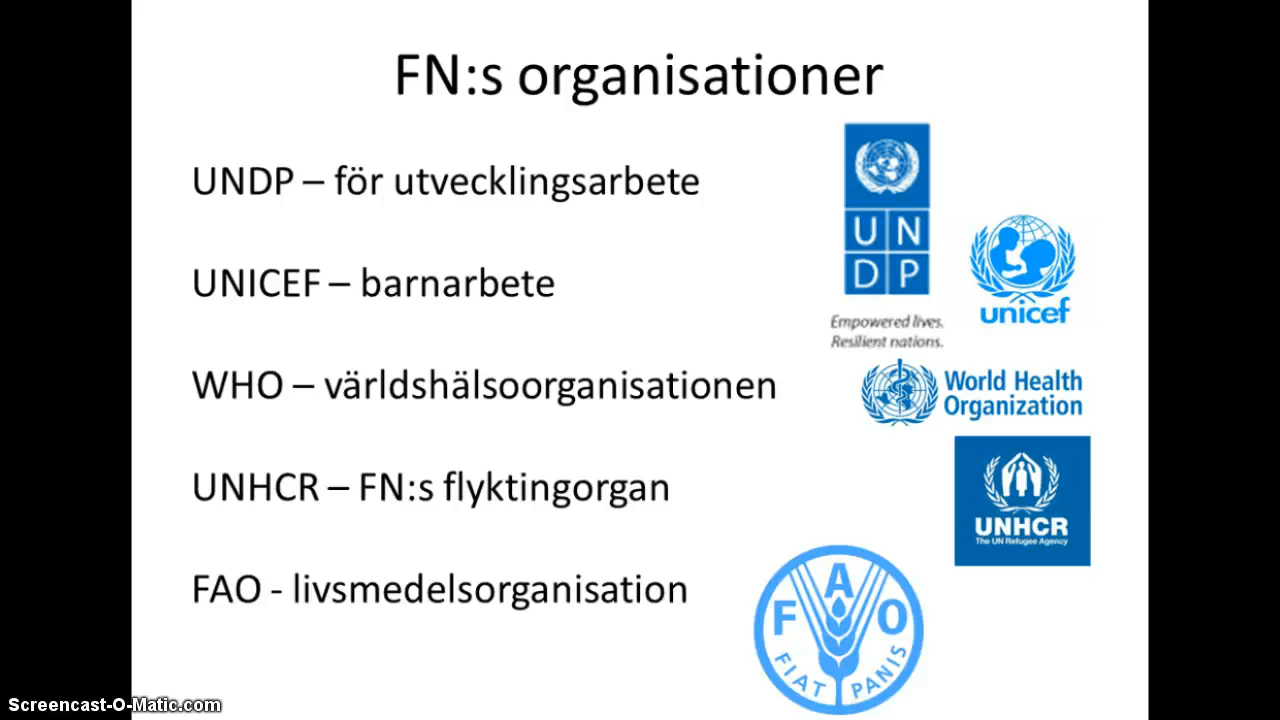 FN:s organisationer
UNDP – för utvecklingsarbete
UNICEF – barnarbete
WHO – världshälsoorganisationen
UNHCR – FN:s flyktingorgan
FAO - livsmedelsorganisation
U N
D P
Empowered lives.
Resilient nations.
unicef
World Health
Organization
UNHCR
The UN Refugee Agency
F A O
FIAT PANIS
Screencast-O-Matic.com